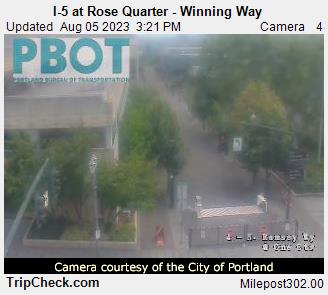 I-5 at Rose Quarter - Winning Way
Updated Aug 05 2023 3:21 PM Camera 4
PBOT
PORTLAND BUREAU OF TRANSPORTATION
Camera courtesy of the City of Portland
TripCheck.com Milepost302.00